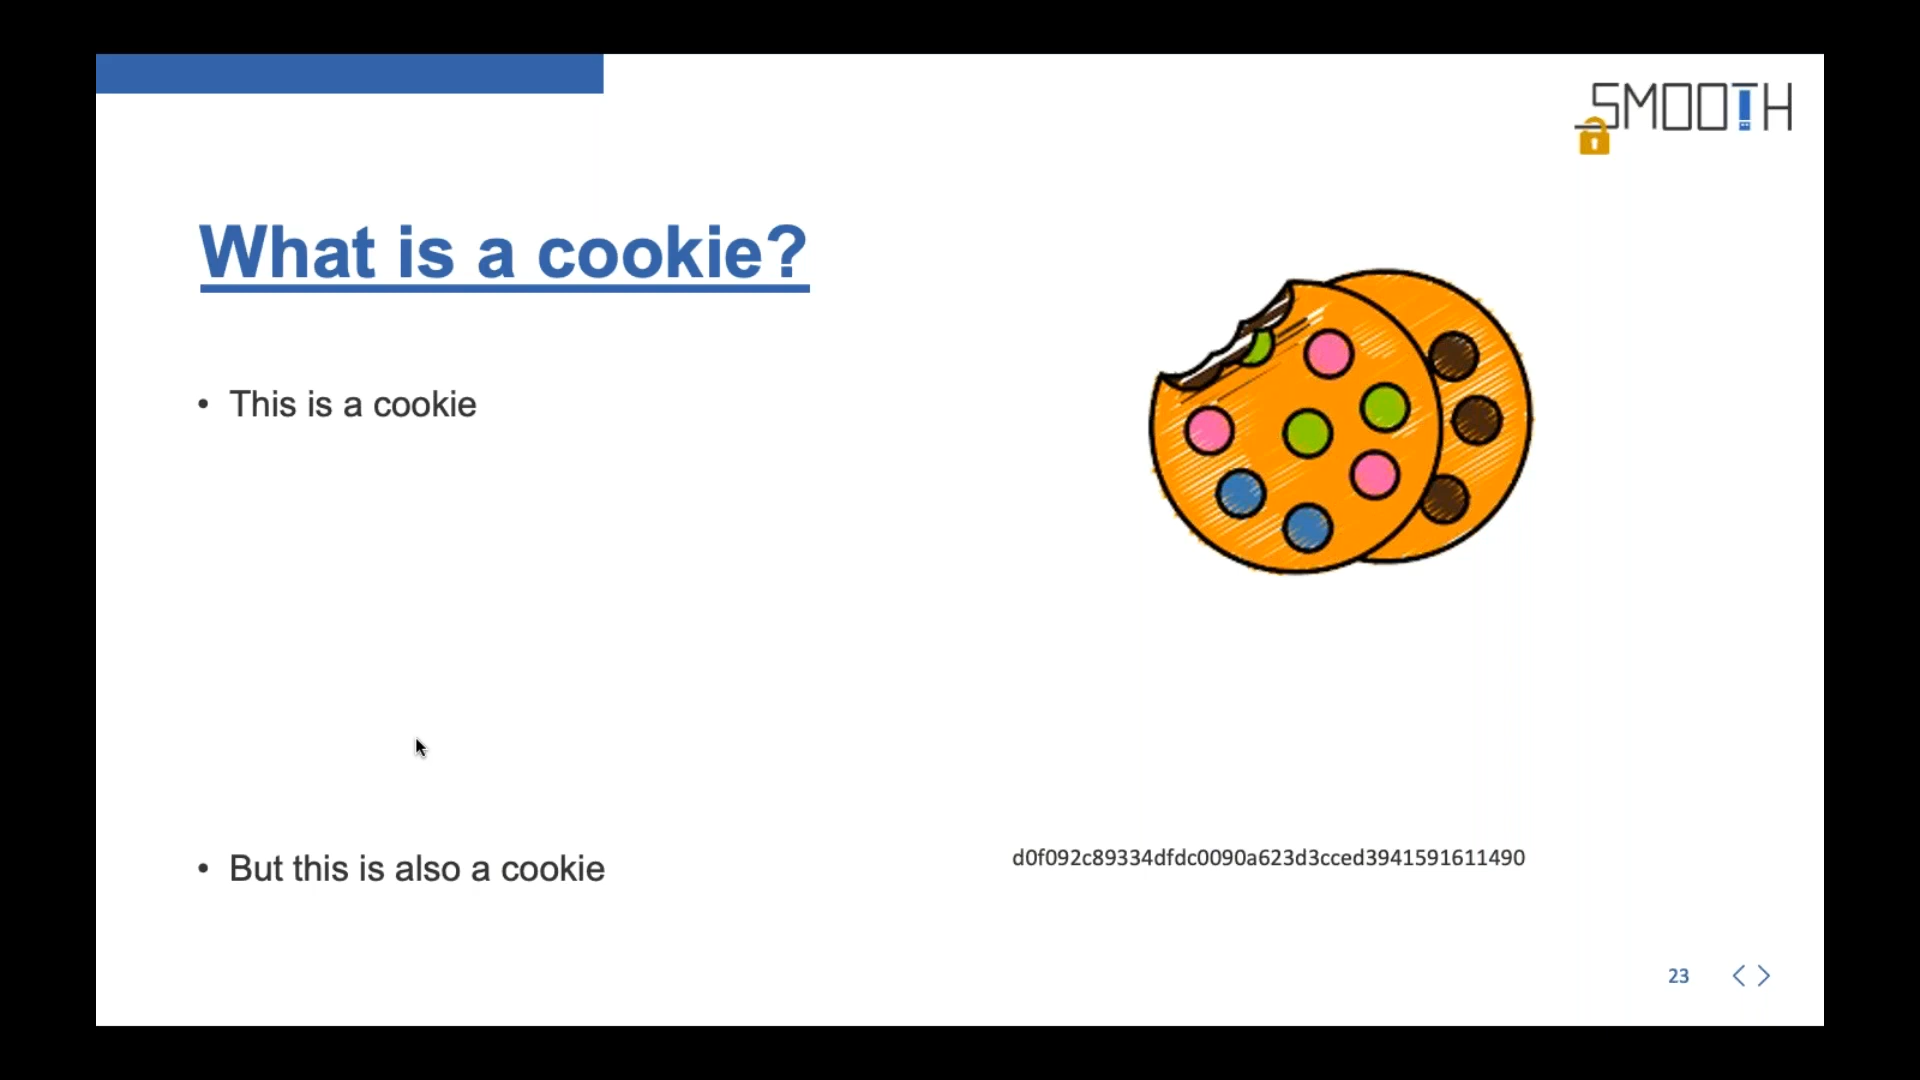 SMOOTH
What is a cookie?
• This is a cookie
• But this is also a cookie
d0f092c89334dfdc0090a623d3cced3941591611490
23